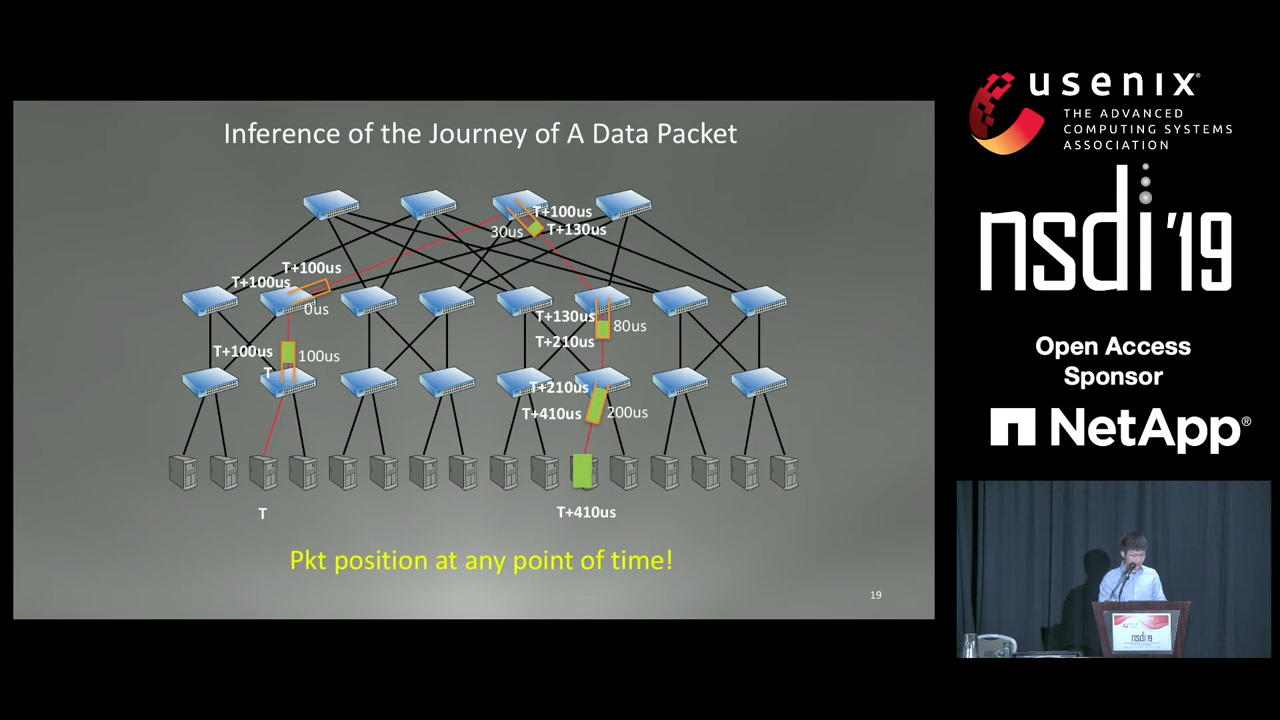 Inference of the Journey of A Data Packet
T+100us
30us
T+130us
T+100us
T+100us
0us
T+130us
80us
T+210us
T+100us
100us
T
T+210us
T+410us
200us
T
T+410us
Pkt position at any point of time!
19
usenix
THE ADVANCED
COMPUTING SYSTEMS
ASSOCIATION
nsdi '19
Open Access
Sponsor
NetApp®
nsdi'19